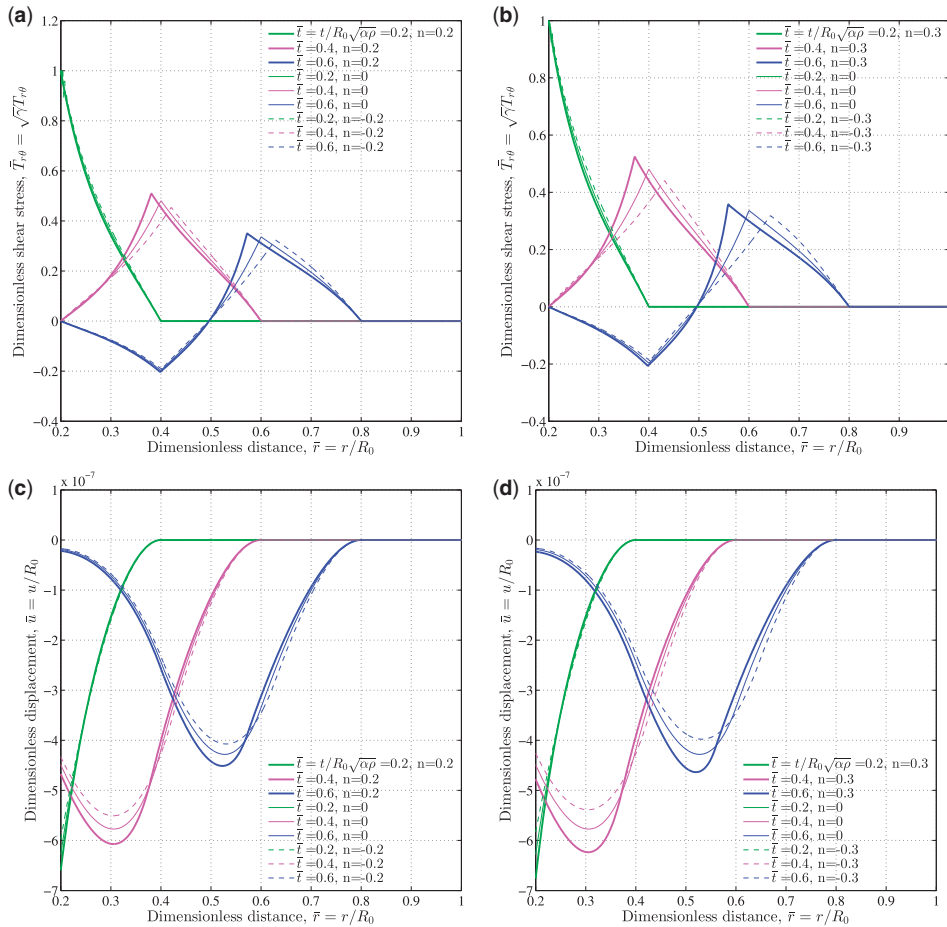 (a)
Dimensionless shear stress, T̄rθ = √γTrθ
1.2
1
0.8
0.6
0.4
0.2
0
−0.2
−0.4
t̄ = t/R0√αρ =0.2, n=0.2
t̄ =0.4, n=0.2
t̄ =0.6, n=0.2
t̄ =0.2, n=0
t̄ =0.4, n=0
t̄ =0.6, n=0
t̄ =0.2, n=-0.2
t̄ =0.4, n=-0.2
t̄ =0.6, n=-0.2
0.2 0.3 0.4 0.5 0.6 0.7 0.8 0.9 1
Dimensionless distance, r̄ = r/R0
(b)
Dimensionless shear stress, T̄rθ = √γTrθ
1
0.8
0.6
0.4
0.2
0
−0.2
−0.4
t̄ = t/R0√αρ =0.2, n=0.3
t̄ =0.4, n=0.3
t̄ =0.6, n=0.3
t̄ =0.2, n=0
t̄ =0.4, n=0
t̄ =0.6, n=0
t̄ =0.2, n=-0.3
t̄ =0.4, n=-0.3
t̄ =0.6, n=-0.3
0.2 0.3 0.4 0.5 0.6 0.7 0.8 0.9
Dimensionless distance, r̄ = r/R0
(c)
x 10⁻⁷
Dimensionless displacement, ū = u/R0
1
0
−1
−2
−3
−4
−5
−6
−7
t̄ = t/R0√αρ =0.2, n=0.2
t̄ =0.4, n=0.2
t̄ =0.6, n=0.2
t̄ =0.2, n=0
t̄ =0.4, n=0
t̄ =0.6, n=0
t̄ =0.2, n=-0.2
t̄ =0.4, n=-0.2
t̄ =0.6, n=-0.2
0.2 0.3 0.4 0.5 0.6 0.7 0.8 0.9 1
Dimensionless distance, r̄ = r/R0
(d)
x 10⁻⁷
Dimensionless displacement, ū = u/R0
1
0
−1
−2
−3
−4
−5
−6
−7
t̄ = t/R0√αρ =0.2, n=0.3
t̄ =0.4, n=0.3
t̄ =0.6, n=0.3
t̄ =0.2, n=0
t̄ =0.4, n=0
t̄ =0.6, n=0
t̄ =0.2, n=-0.3
t̄ =0.4, n=-0.3
t̄ =0.6, n=-0.3
0.2 0.3 0.4 0.5 0.6 0.7 0.8 0.9 1
Dimensionless distance, r̄ = r/R0